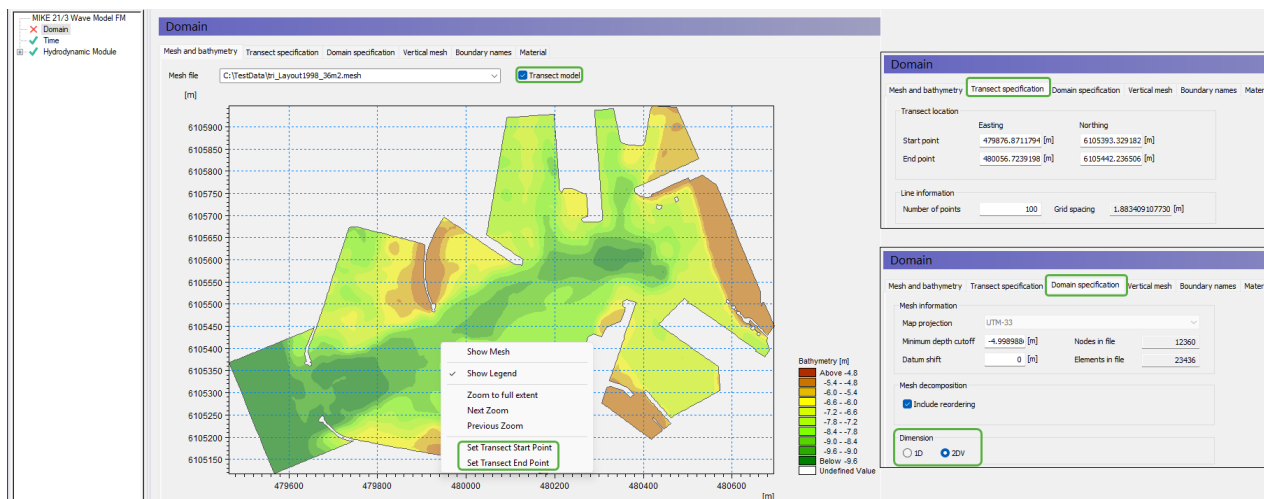 MIKE 21/3 Wave Model FM
Domain
Time
Hydrodynamic Module
Domain
Mesh and bathymetry Transect specification Domain specification Vertical mesh Boundary names Material
Mesh file C:\TestData\tri_Layout1998_36m2.mesh Transect model
[m]
6105900
6105850
6105800
6105750
6105700
6105650
6105600
6105550
6105500
6105450
6105400
6105350
6105300
6105250
6105200
6105150
479600 479800 480000 480200 480400 480600
[m]
Show Mesh
Show Legend
Zoom to full extent
Next Zoom
Previous Zoom
Set Transect Start Point
Set Transect End Point
Bathymetry [m]
Above -4.8
-5.4 - -4.8
-6.0 - -5.4
-6.6 - -6.0
-7.2 - -6.6
-7.8 - -7.2
-8.4 - -7.8
-9.0 - -8.4
-9.6 - -9.0
Below -9.6
Undefined Value
Domain
Mesh and bathymetry Transect specification Domain specification Vertical mesh Boundary names Mater
Transect location
Easting Northing
Start point 479876.8711794 [m] 6105393.329182 [m]
End point 480056.7239198 [m] 6105442.236506 [m]
Line information
Number of points 100 Grid spacing 1.883409107730 [m]
Domain
Mesh and bathymetry Transect specification Domain specification Vertical mesh Boundary names Mater
Mesh information
Map projection UTM-33
Minimum depth cutoff -4.998988 [m] Nodes in file 12360
Datum shift 0 [m] Elements in file 23436
Mesh decomposition
Include reordering
Dimension
1D 2DV